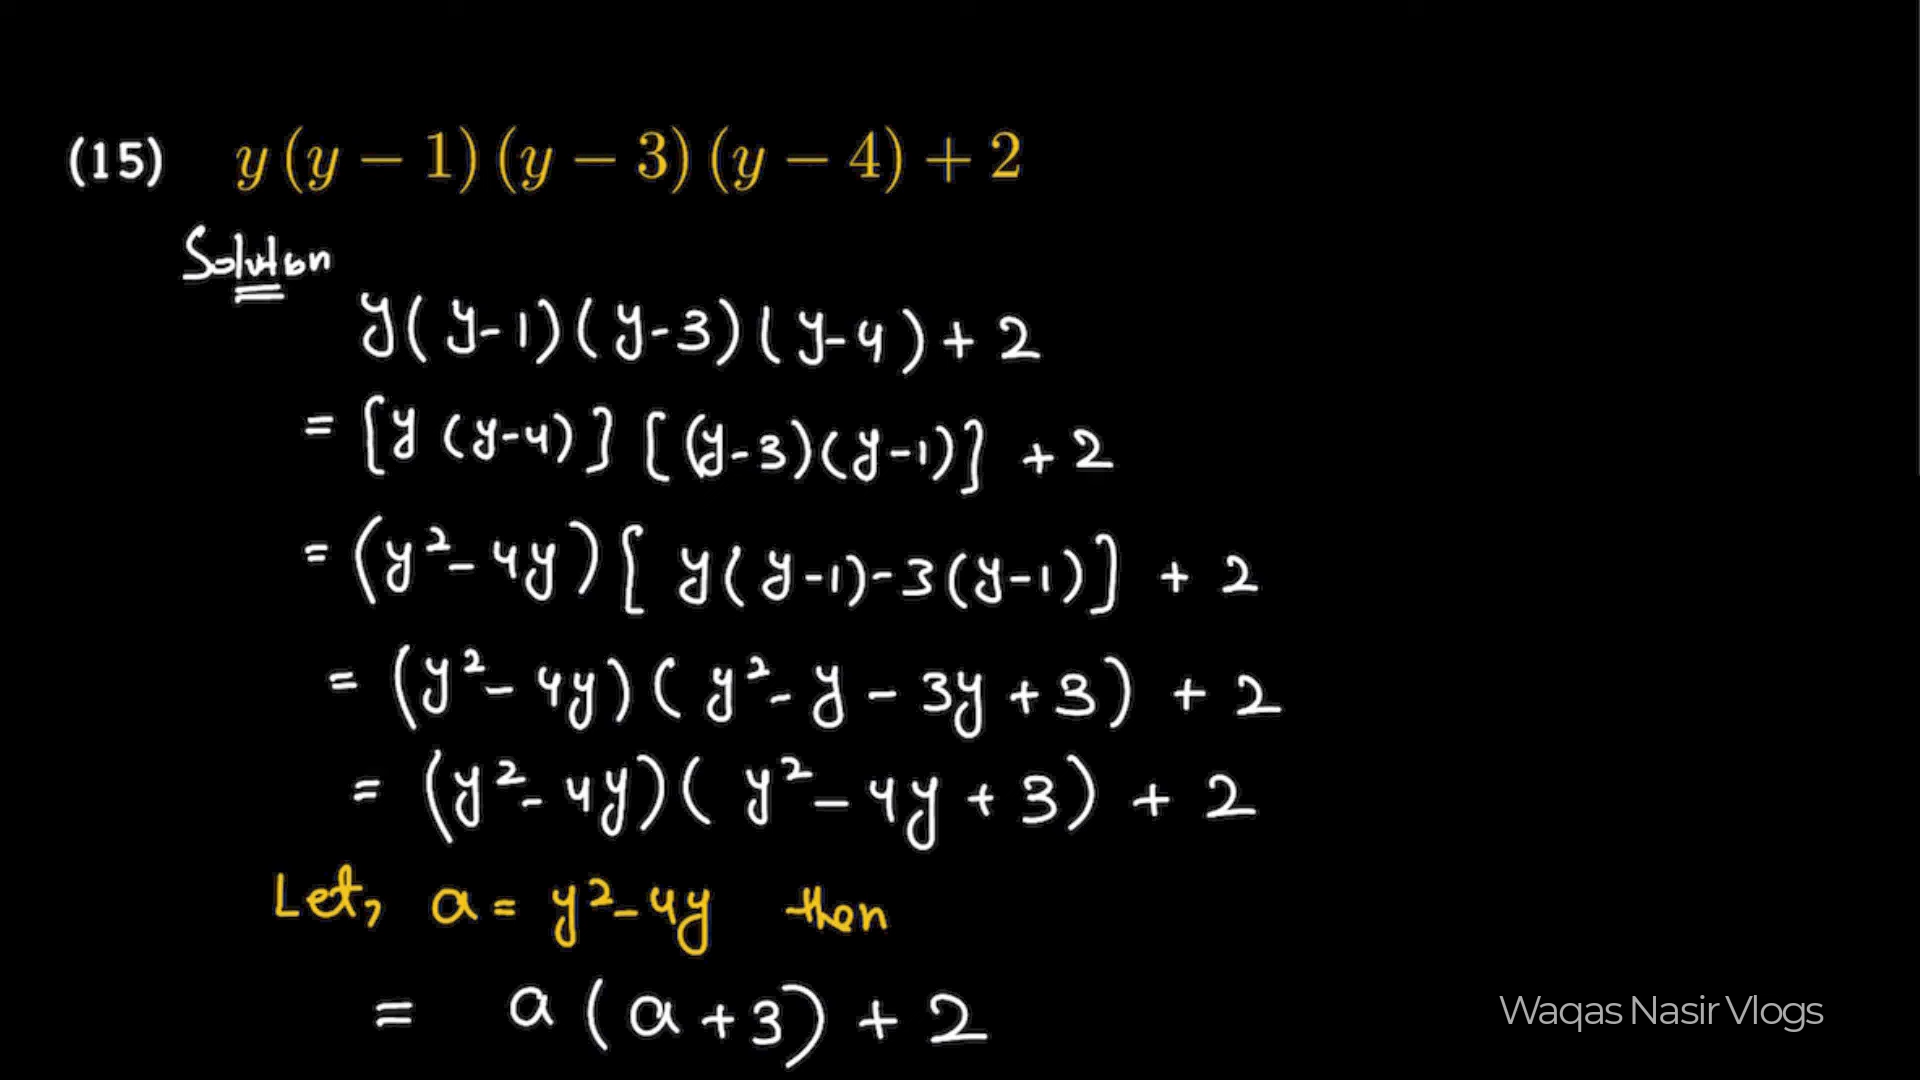 (15) y (y − 1) (y − 3) (y − 4) + 2
Solution
y(y-1)(y-3)(y-4)+2
= [y (y-4)] [(y-3)(y-1)] + 2
= (y²-4y)[y(y-1)-3(y-1)] + 2
= (y²-4y)(y²-y-3y+3) + 2
= (y²-4y)(y²-4y+3) + 2
Let, a = y²-4y then
= a(a+3)+2
Waqas Nasir Vlogs